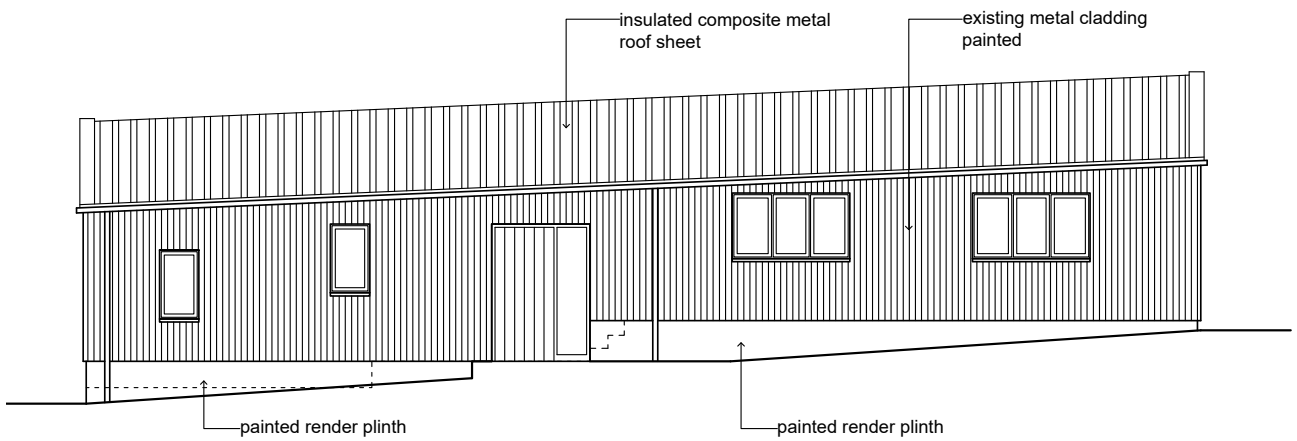 insulated composite metal
roof sheet
existing metal cladding
painted
painted render plinth
painted render plinth